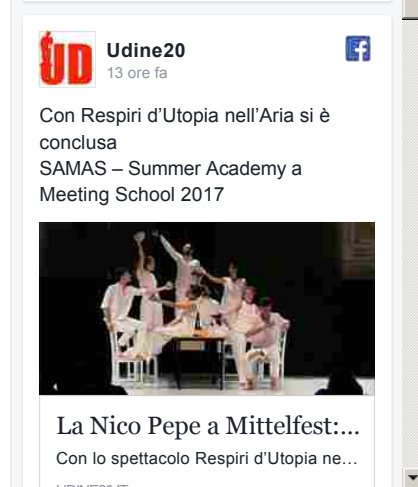 UD
Udine20
13 ore fa
Con Respiri d'Utopia nell'Aria si è
conclusa
SAMAS – Summer Academy a
Meeting School 2017
La Nico Pepe a Mittelfest:...
Con lo spettacolo Respiri d'Utopia ne...